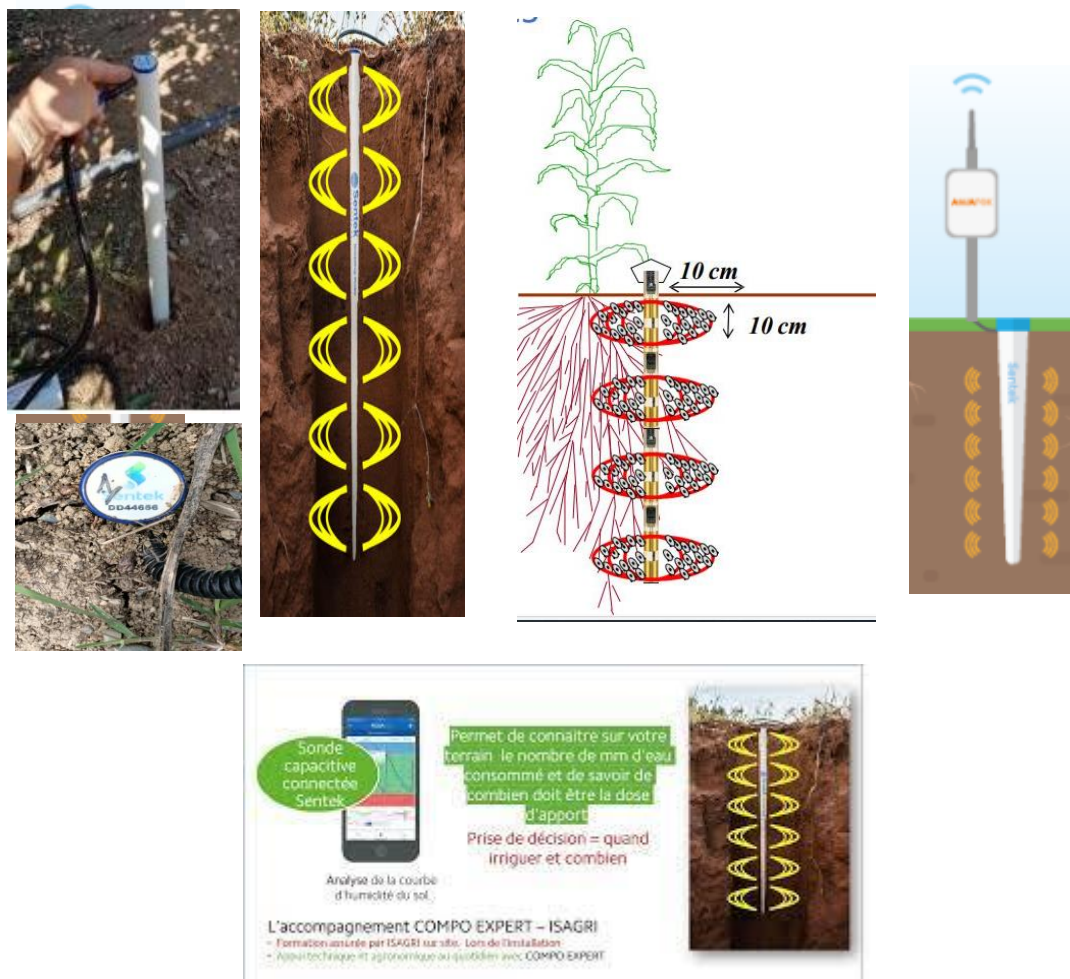 Sentek
10 cm
10 cm
AQUAFOX
Sentek
Sentek
DD44686
Sonde
capacitive
connectée
Sentek
Permet de connaitre sur votre
terrain le nombre de mm d'eau
consommé et de savoir de
combien doit être la dose
d'apport
Prise de décision = quand
irriguer et combien
Analyse de la courbe
d'humidité du sol
L'accompagnement COMPO EXPERT – ISAGRI
- Formation assurée par ISAGRI sur site. Lors de l'installation
- Appui technique et agronomique au quotidien avec COMPO EXPERT